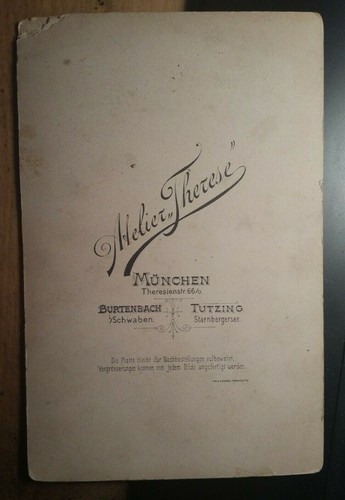 Atelier „Therese"
MÜNCHEN
Theresienstr. 66/0
BURTENBACH TUTZING
i/Schwaben. Starnbergersee.
Die Platte bleibt für Nachbestellungen aufbewahrt,
Vergrösserungen können von jedem Bilde angefertigt werden.